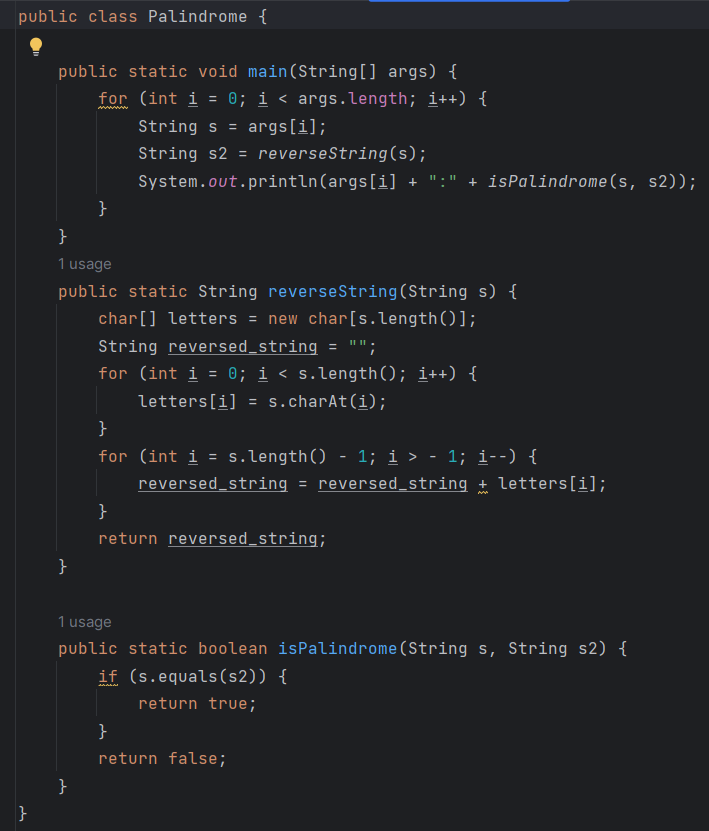 public class Palindrome {
public static void main(String[] args) {
for (int i = 0; i < args.length; i++) {
String s = args[i];
String s2 = reverseString(s);
System.out.println(args[i] + ":" + isPalindrome(s, s2));
}
}
1 usage
public static String reverseString(String s) {
char[] letters = new char[s.length()];
String reversed_string = "";
for (int i = 0; i < s.length(); i++) {
letters[i] = s.charAt(i);
}
for (int i = s.length() - 1; i > - 1; i--) {
reversed_string = reversed_string + letters[i];
}
return reversed_string;
}
1 usage
public static boolean isPalindrome(String s, String s2) {
if (s.equals(s2)) {
return true;
}
return false;
}
}